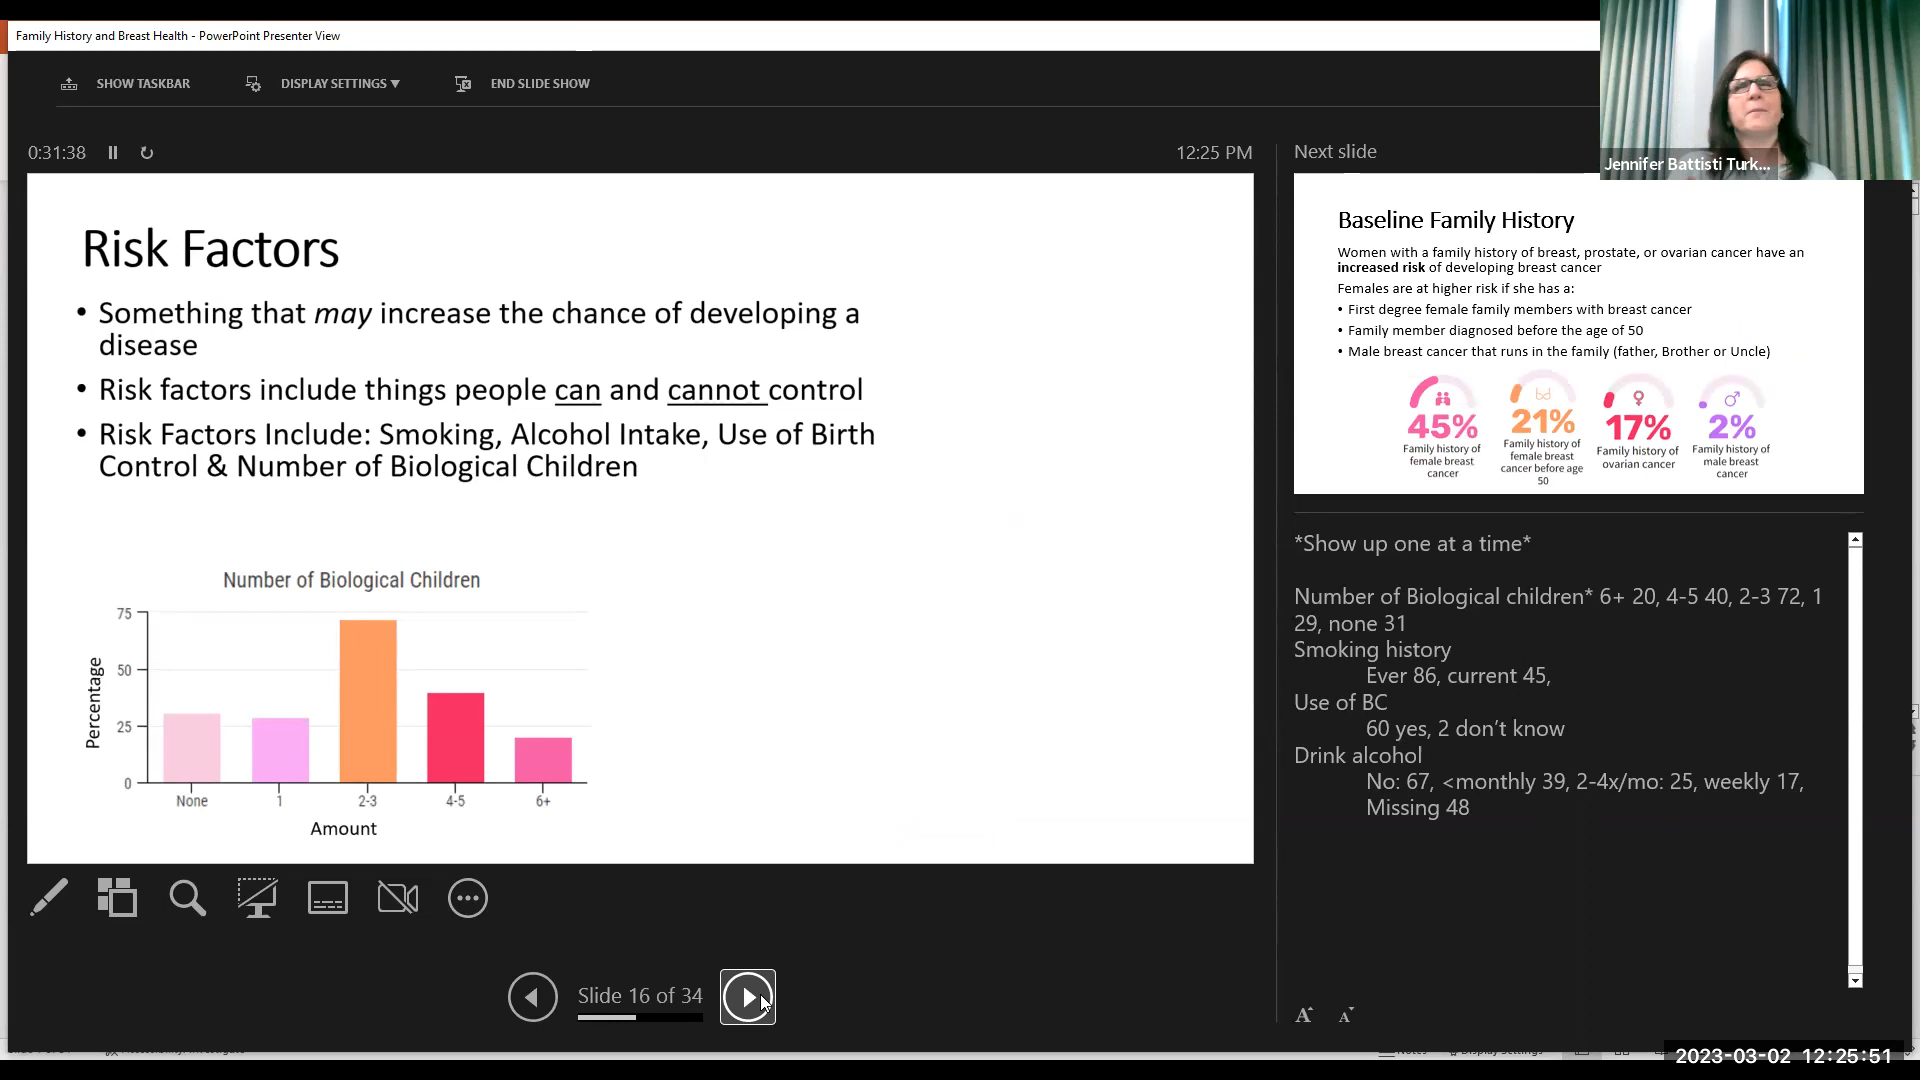 Family History and Breast Health - PowerPoint Presenter View
SHOW TASKBAR
DISPLAY SETTINGS ▾
END SLIDE SHOW
Jennifer Battisti Turk...
0:31:38
12:25 PM
Next slide
Risk Factors
• Something that may increase the chance of developing a
disease
• Risk factors include things people can and cannot control
• Risk Factors Include: Smoking, Alcohol Intake, Use of Birth
Control & Number of Biological Children
Number of Biological Children
Percentage
75
50
25
0
None
1
2-3
4-5
6+
Amount
Baseline Family History
Women with a family history of breast, prostate, or ovarian cancer have an
increased risk of developing breast cancer
Females are at higher risk if she has a:
• First degree female family members with breast cancer
• Family member diagnosed before the age of 50
• Male breast cancer that runs in the family (father, Brother or Uncle)
45%
Family history of
female breast
cancer
21%
Family history of
female breast
cancer before age
50
17%
Family history of
ovarian cancer
2%
Family history of
male breast
cancer
*Show up one at a time*
Number of Biological children* 6+ 20, 4-5 40, 2-3 72, 1
29, none 31
Smoking history
Ever 86, current 45,
Use of BC
60 yes, 2 don’t know
Drink alcohol
No: 67, <monthly 39, 2-4x/mo: 25, weekly 17,
Missing 48
Slide 16 of 34
A
A
2023-03-02 12:25:51